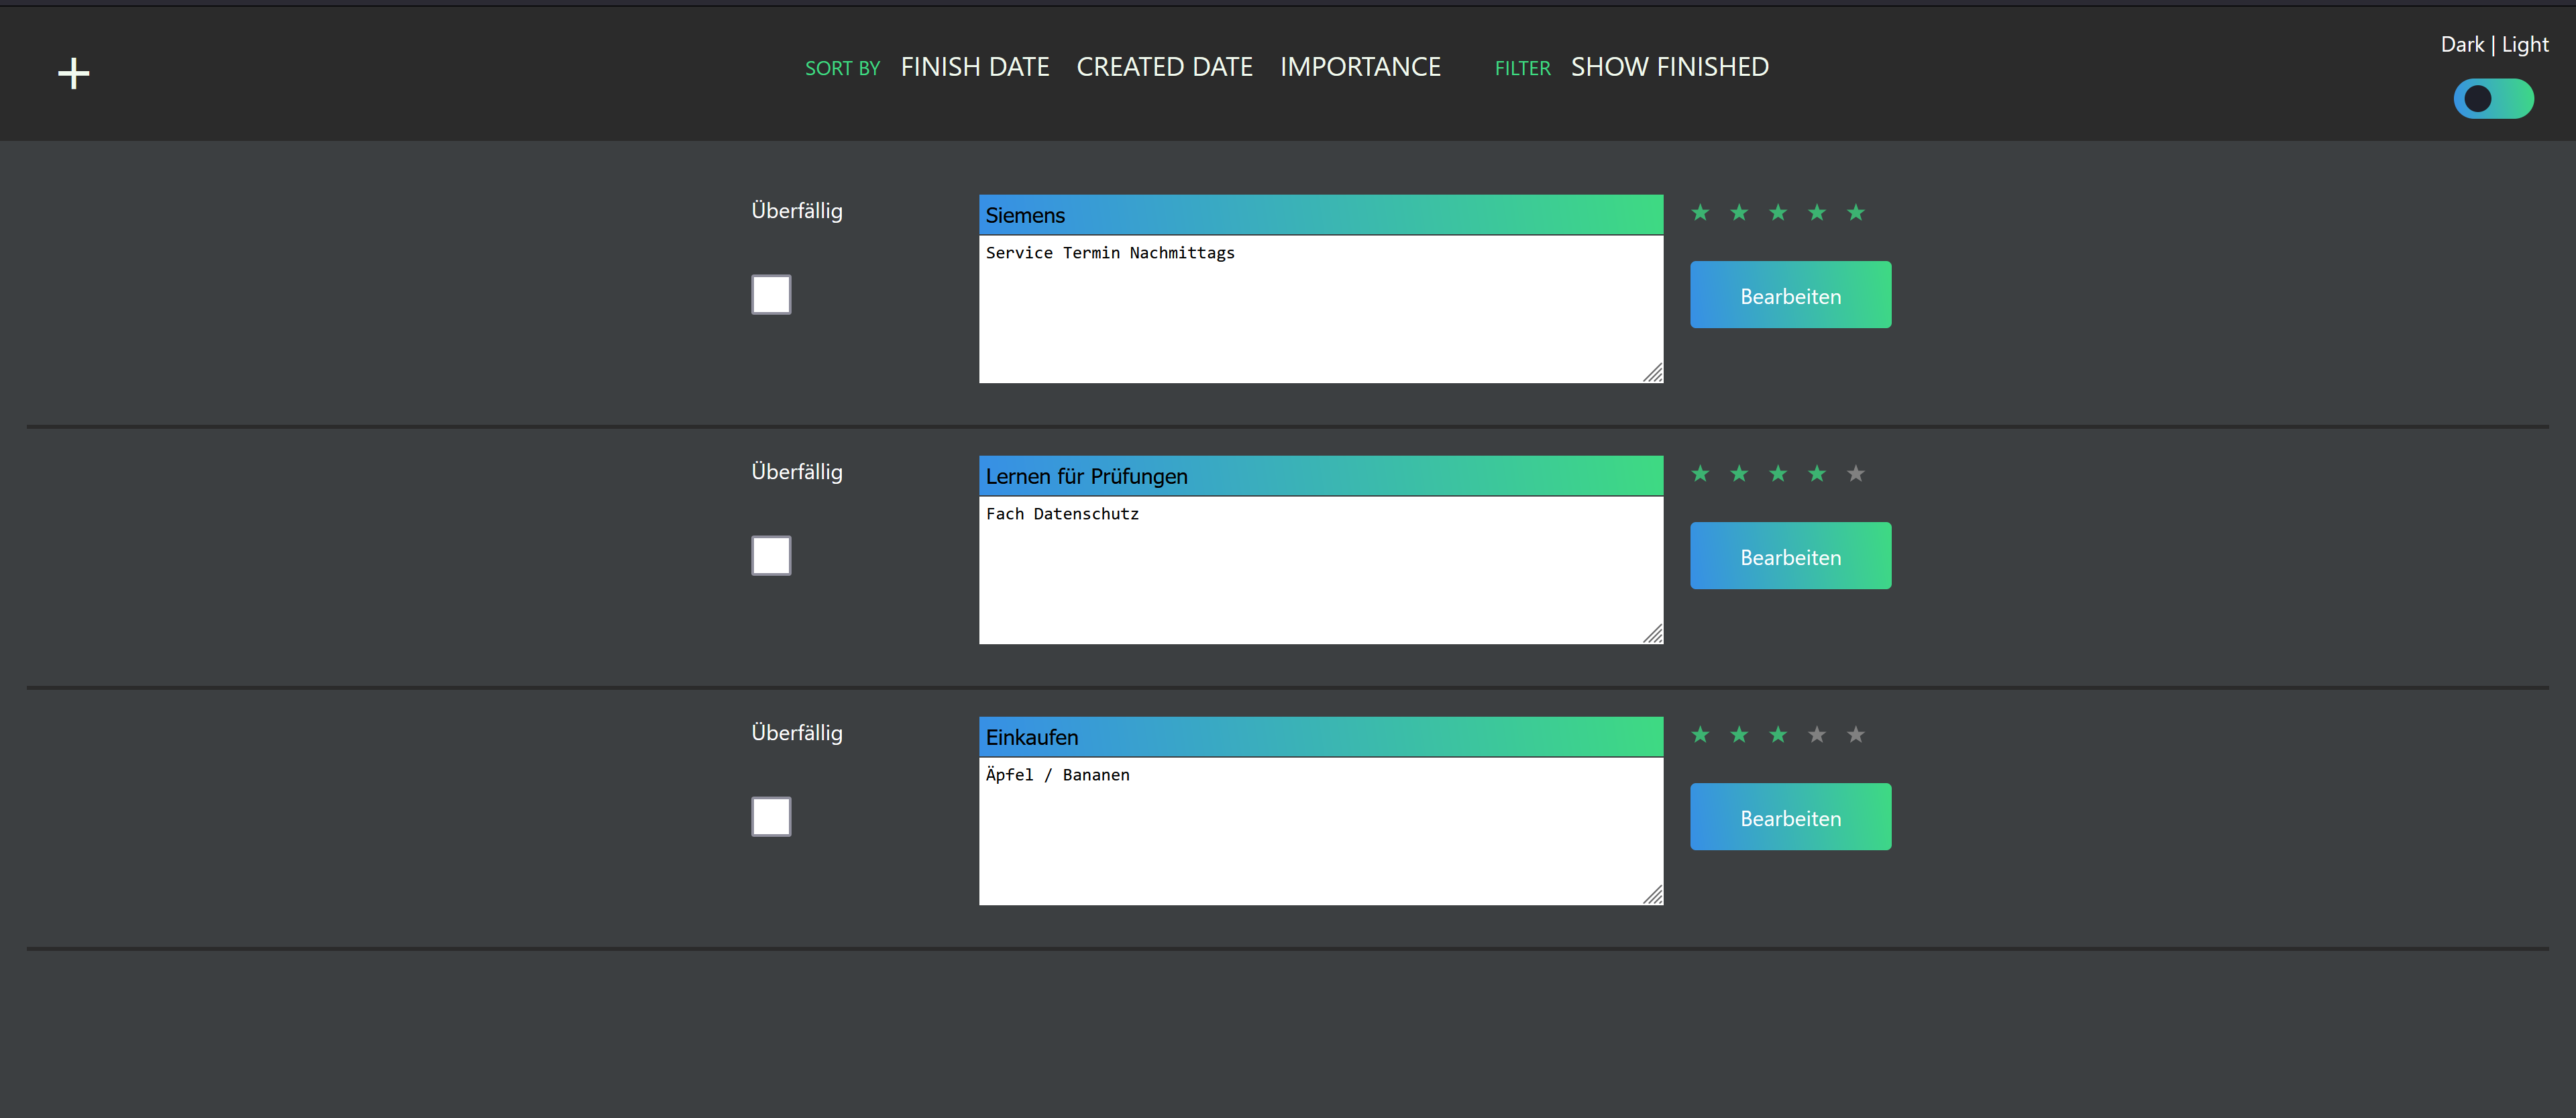 +
SORT BY FINISH DATE CREATED DATE IMPORTANCE FILTER SHOW FINISHED
Dark | Light
Überfällig
Siemens
Service Termin Nachmittags
Bearbeiten
Überfällig
Lernen für Prüfungen
Fach Datenschutz
Bearbeiten
Überfällig
Einkaufen
Äpfel / Bananen
Bearbeiten